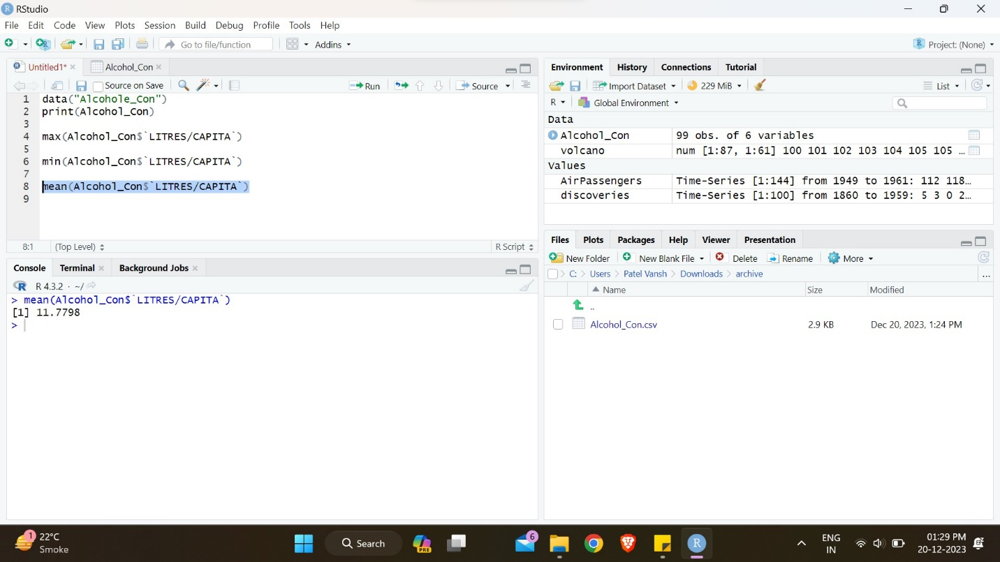 RStudio
File Edit Code View Plots Session Build Debug Profile Tools Help
Go to file/function Addins Project: (None)
Untitled1* Alcohol_Con
Source on Save Run Source
1 data("Alcohole_Con")
2 print(Alcohol_Con)
3
4 max(Alcohol_Con$`LITRES/CAPITA`)
5
6 min(Alcohol_Con$`LITRES/CAPITA`)
7
8 mean(Alcohol_Con$`LITRES/CAPITA`)
9
8:1 (Top Level) R Script
Console Terminal Background Jobs
R 4.3.2 · ~/
> mean(Alcohol_Con$`LITRES/CAPITA`)
[1] 11.7798
>
Environment History Connections Tutorial
Import Dataset 229 MiB List
R Global Environment
Data
Alcohol_Con 99 obs. of 6 variables
volcano num [1:87, 1:61] 100 101 102 103 104 105 105 …
Values
AirPassengers Time-Series [1:144] from 1949 to 1961: 112 118…
discoveries Time-Series [1:100] from 1860 to 1959: 5 3 0 2…
Files Plots Packages Help Viewer Presentation
New Folder New Blank File Delete Rename More
C: Users Patel Vansh Downloads archive ...
Name Size Modified
..
Alcohol_Con.csv 2.9 KB Dec 20, 2023, 1:24 PM
1 22°C
Smoke
Search
PRE
6
R
ENG
IN
01:29 PM
20-12-2023